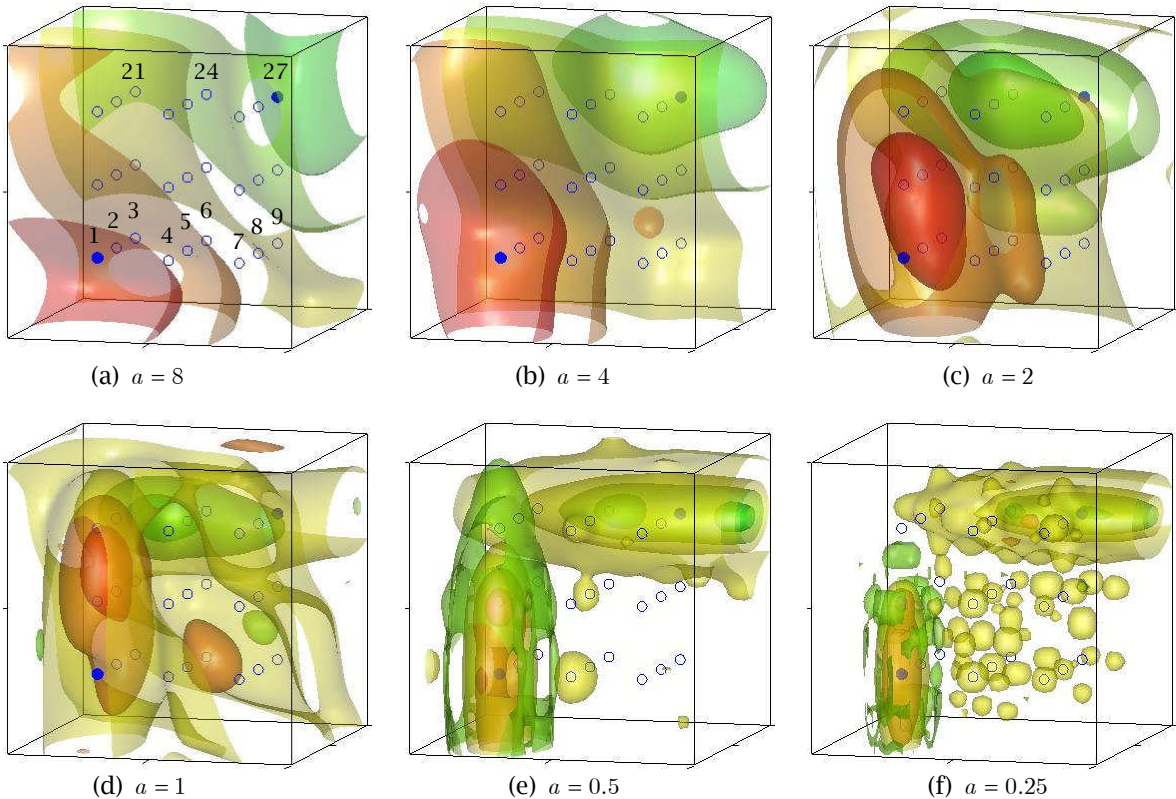 21 24 27
2 3 5 6 8 9
1 4 7
(a) a = 8
(b) a = 4
(c) a = 2
(d) a = 1
(e) a = 0.5
(f) a = 0.25